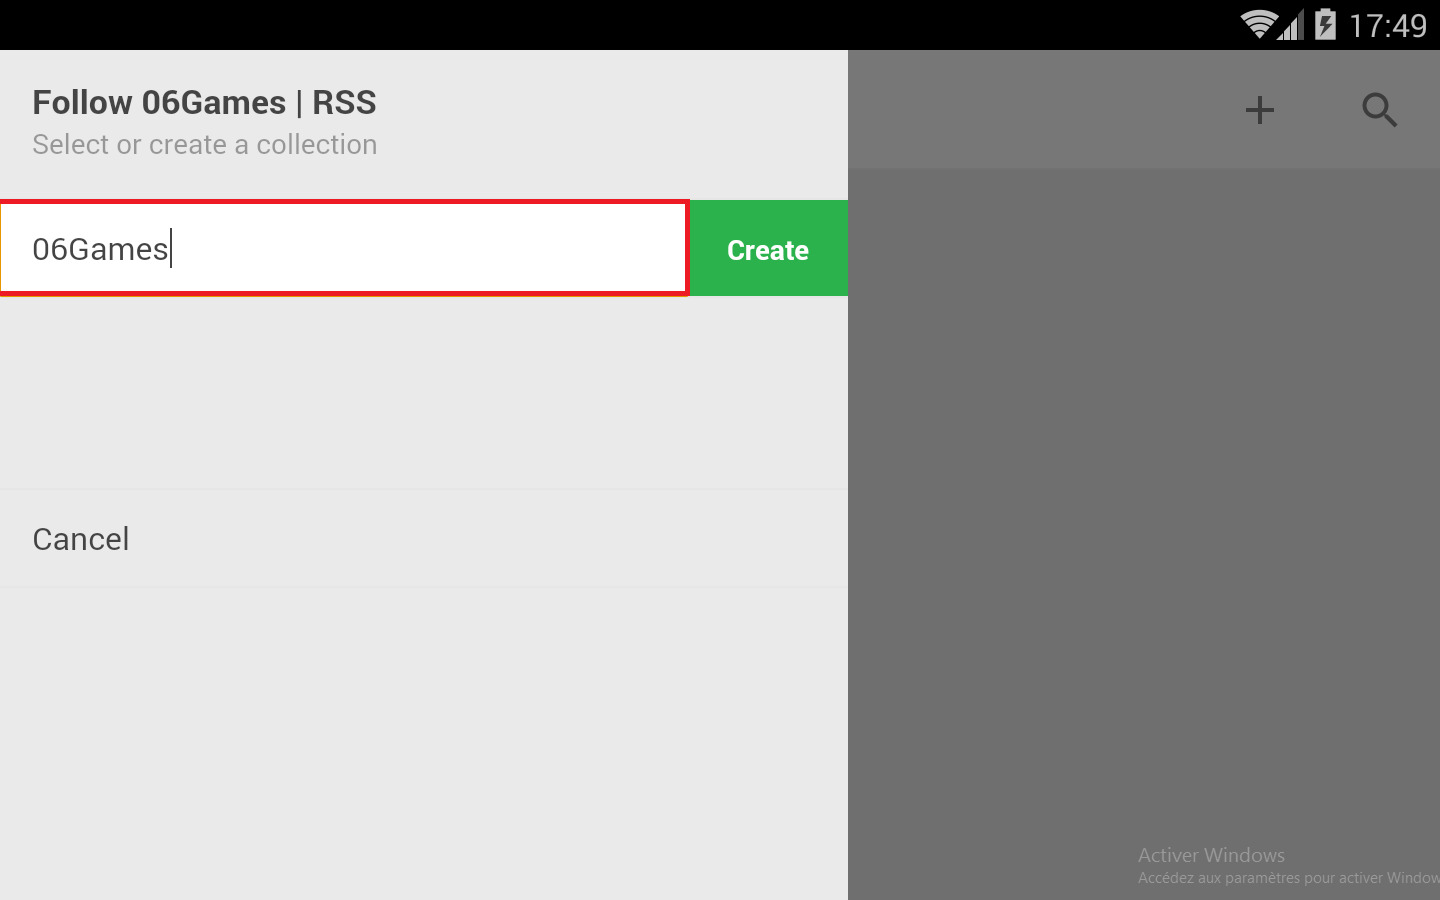 17:49
Follow 06Games | RSS
Select or create a collection
06Games
Create
Cancel
Activer Windows
Accédez aux paramètres pour activer Window